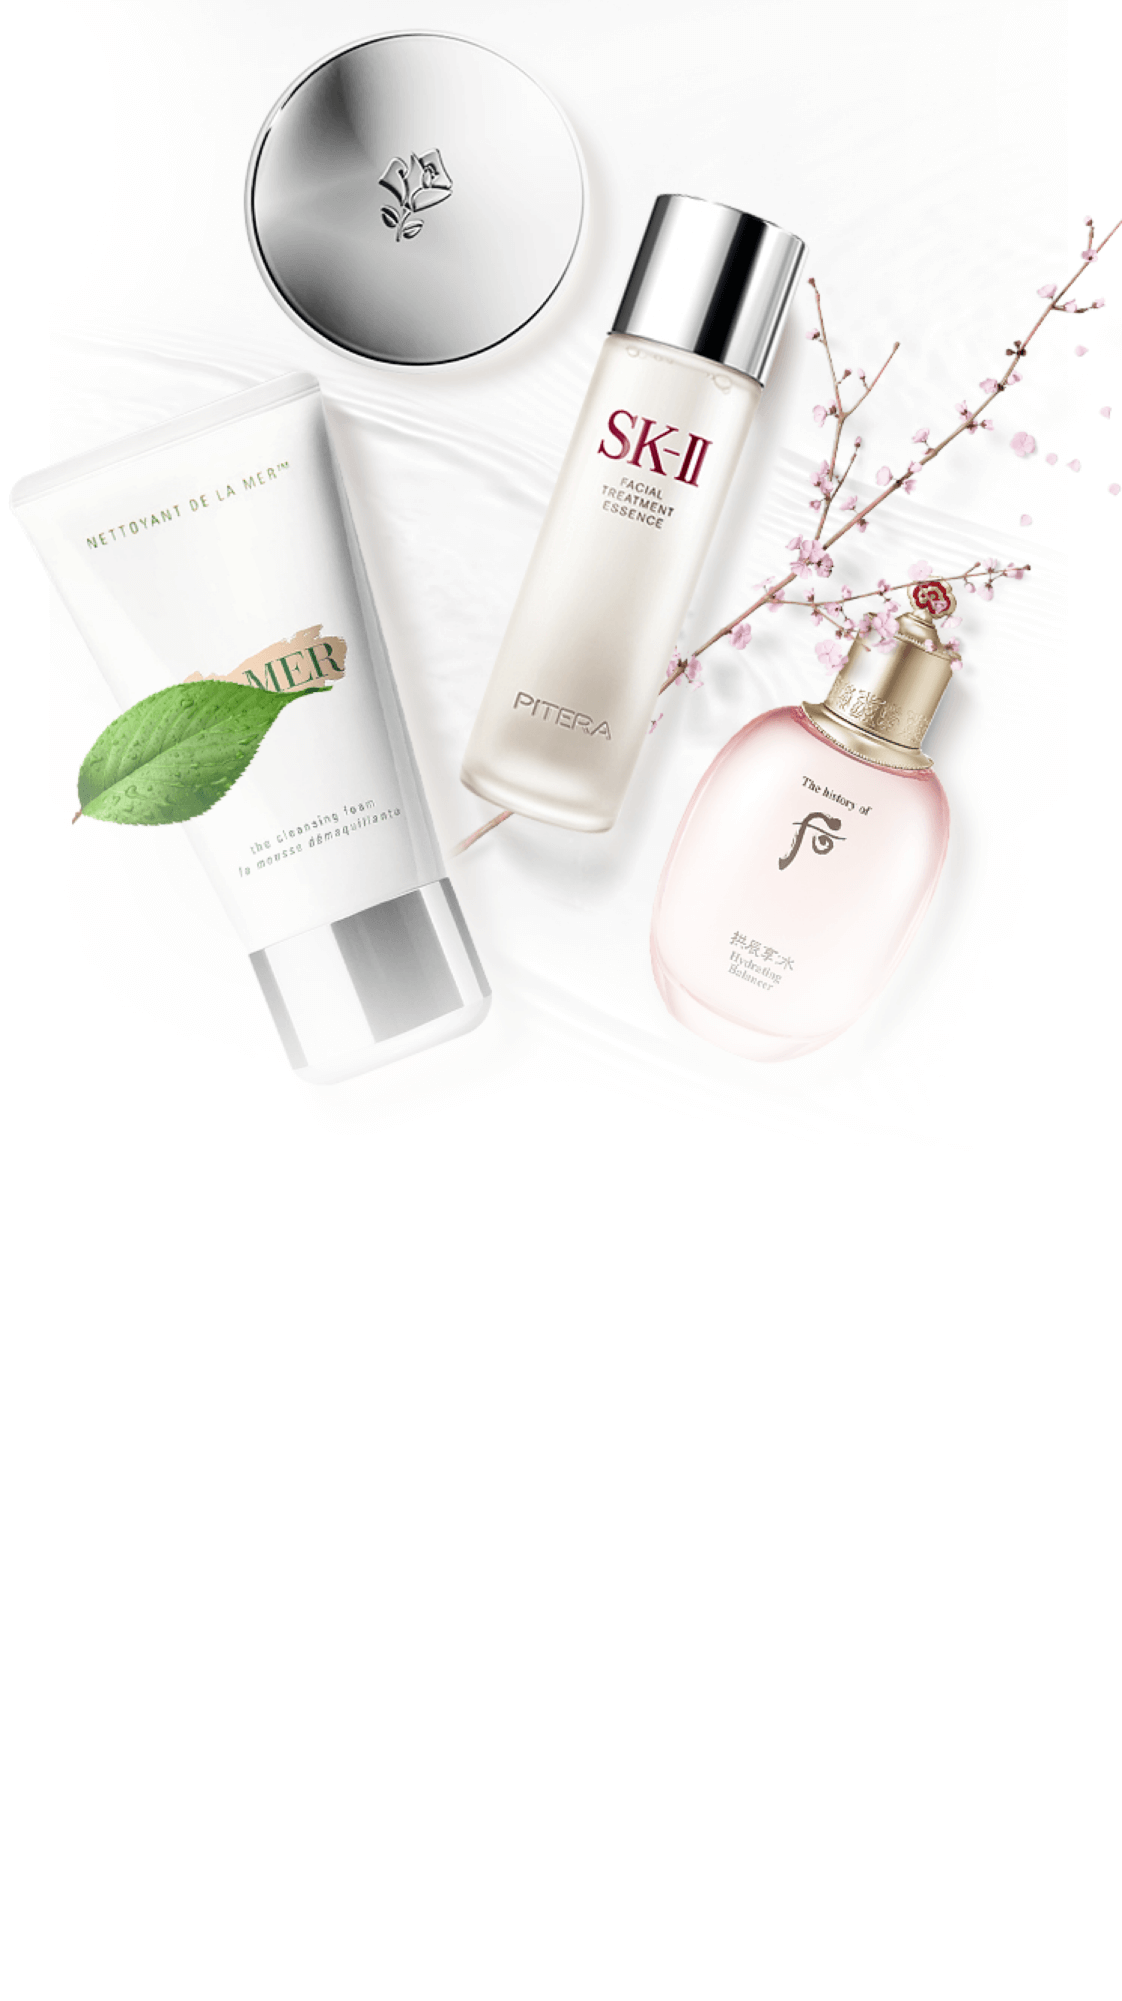 NETTOYANT DE LA MER™
MER
the cleansing foam
la mousse démaquillante
SK-II
FACIAL
TREATMENT
ESSENCE
PITERA
The history of
拱辰享:水
Hydrating
Balancer